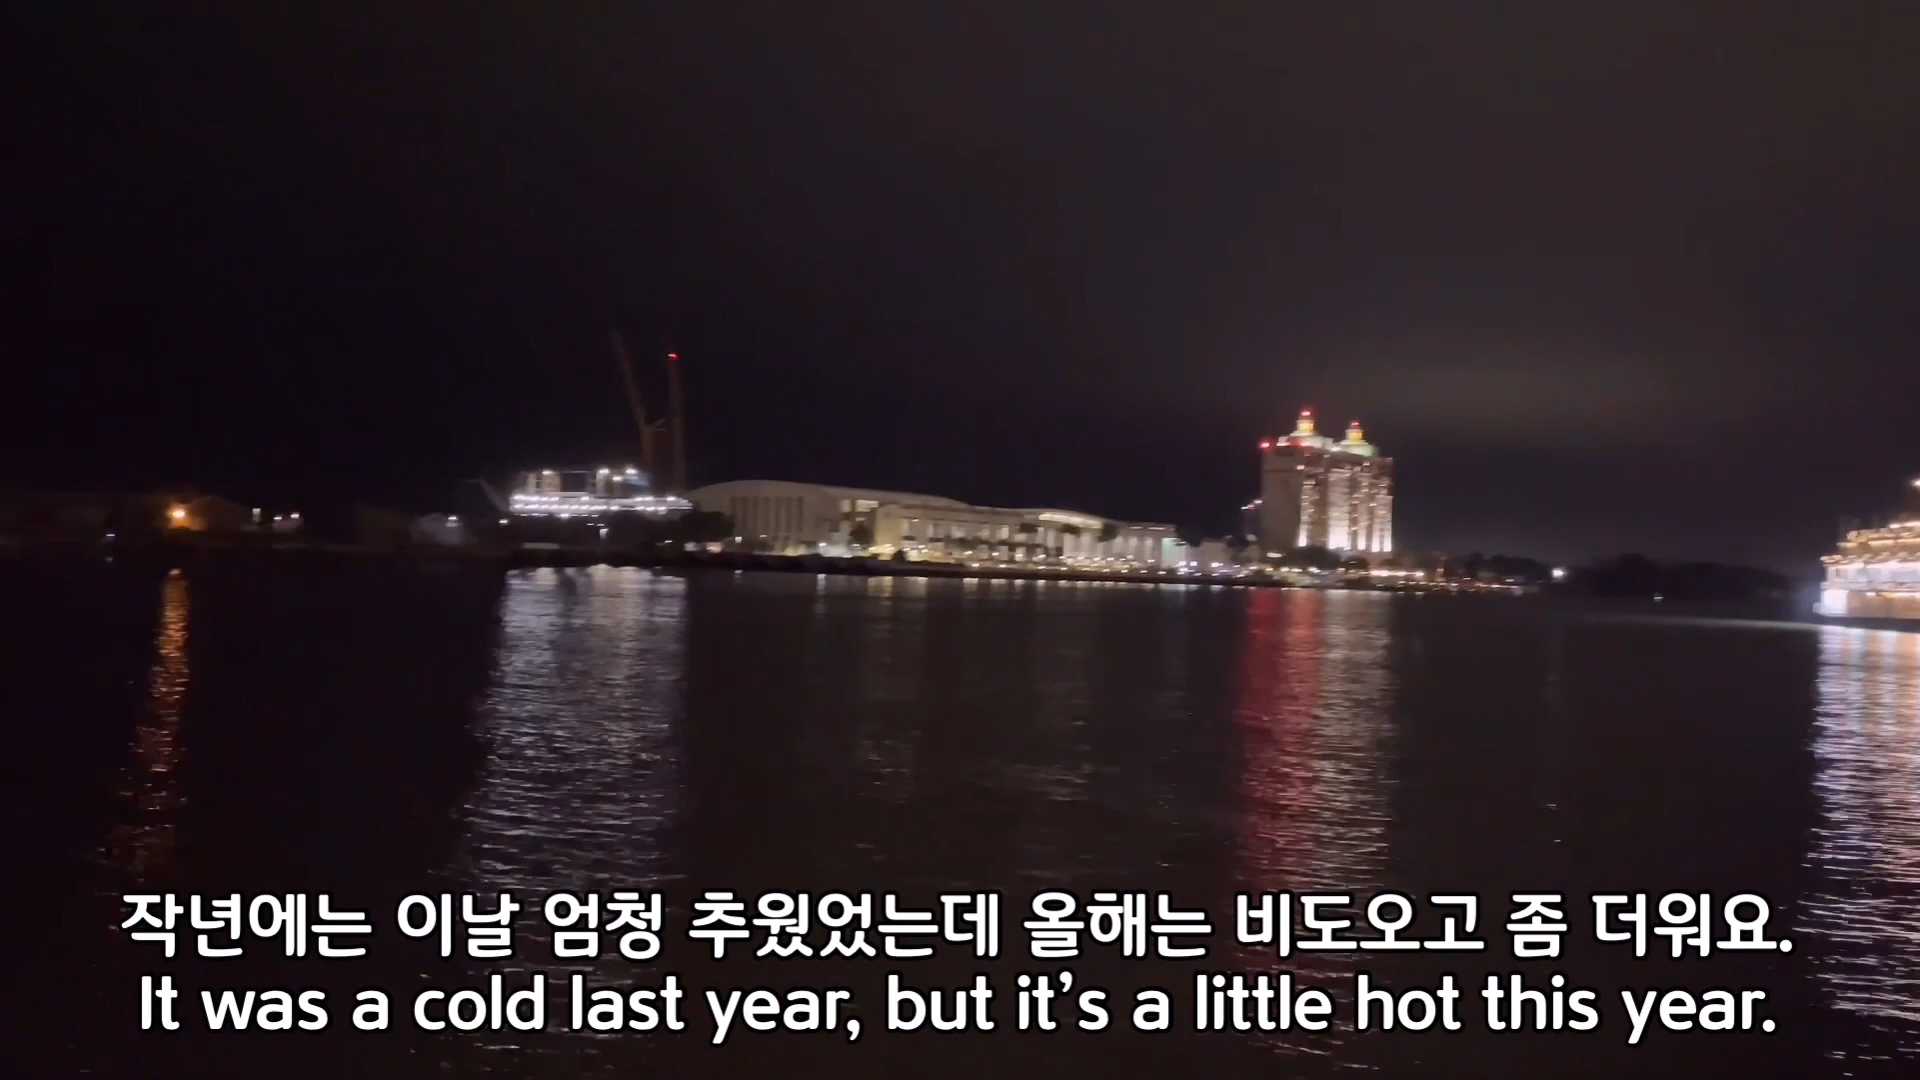 작년에는 이날 엄청 추웠었는데 올해는 비도오고 좀 더워요.
It was a cold last year, but it's a little hot this year.